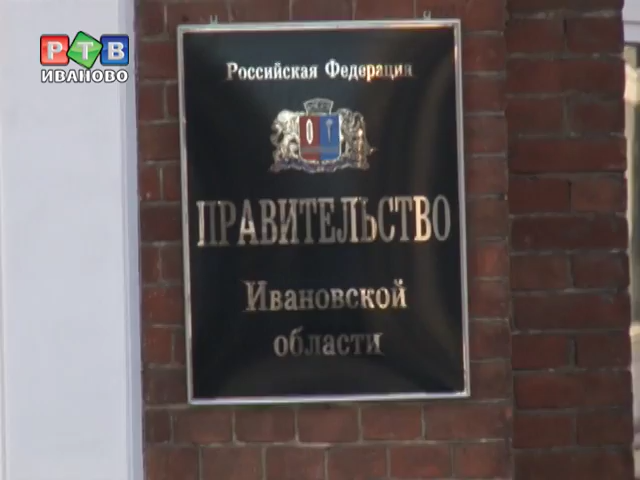 РТВ
ИВАНОВО
Российская Федерация
ПРАВИТЕЛЬСТВО
Ивановской
области